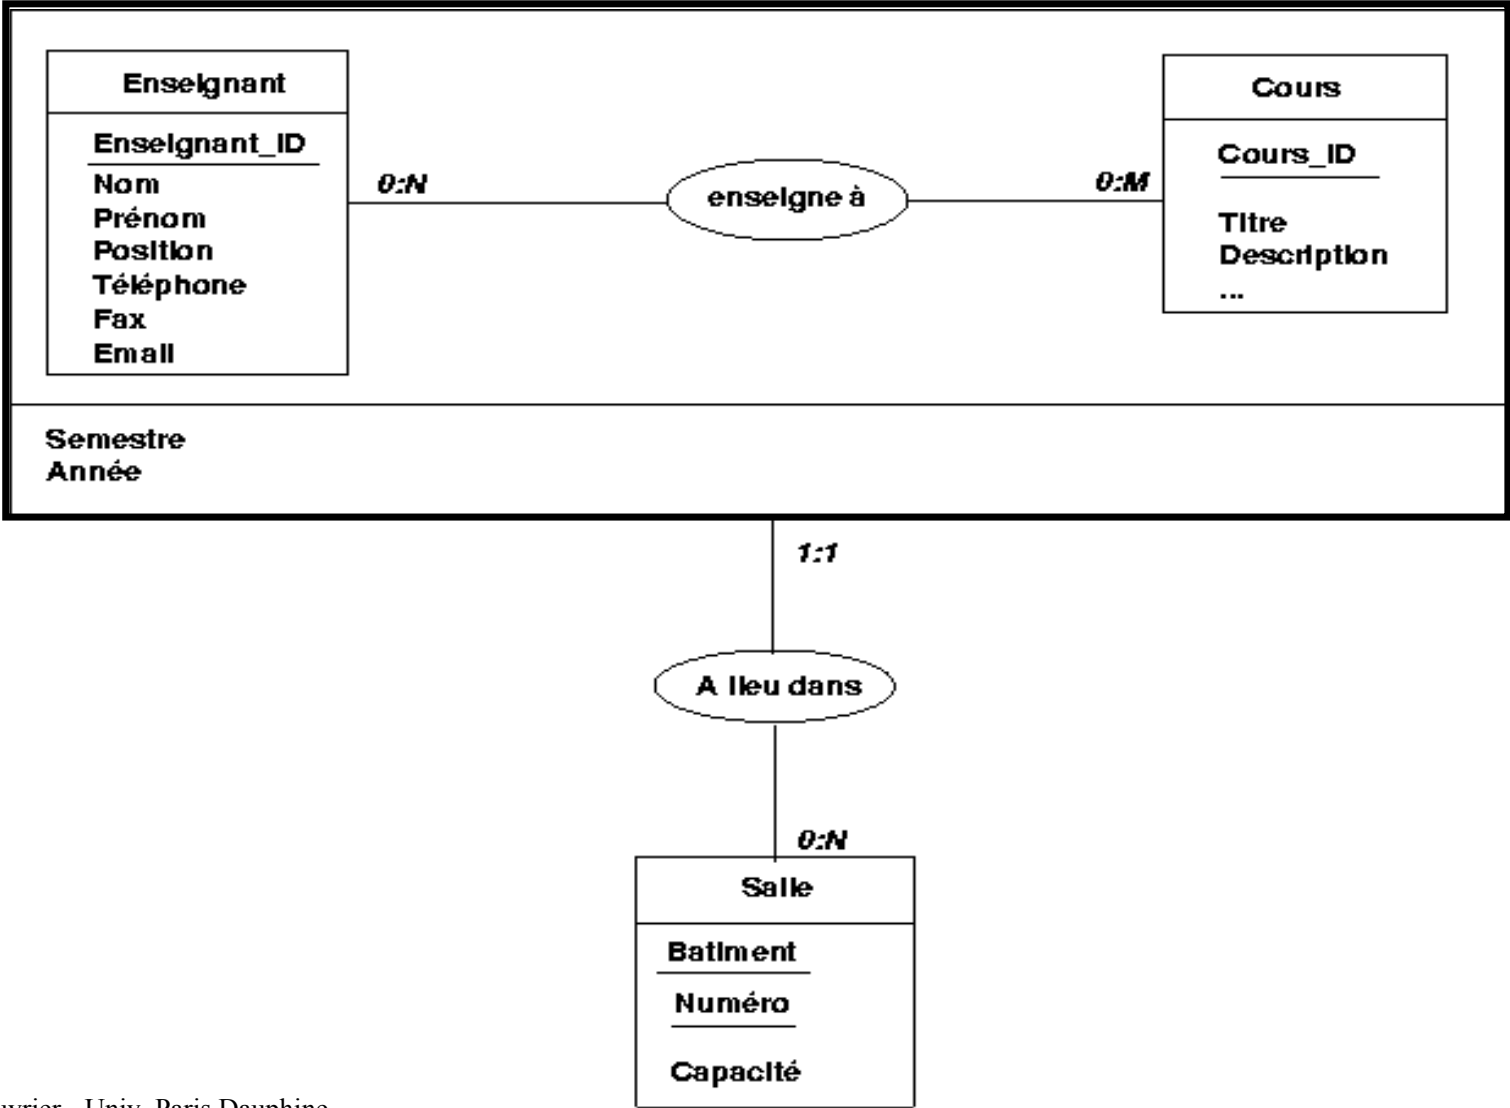 Enseignant
Enseignant_ID
Nom
Prénom
Position
Téléphone
Fax
Email
0:N
enseigne à
0:M
Cours
Cours_ID
Titre
Description
...
Semestre
Année
1:1
A lieu dans
0:N
Salle
Batiment
Numéro
Capacité
Univ. Paris Dauphine